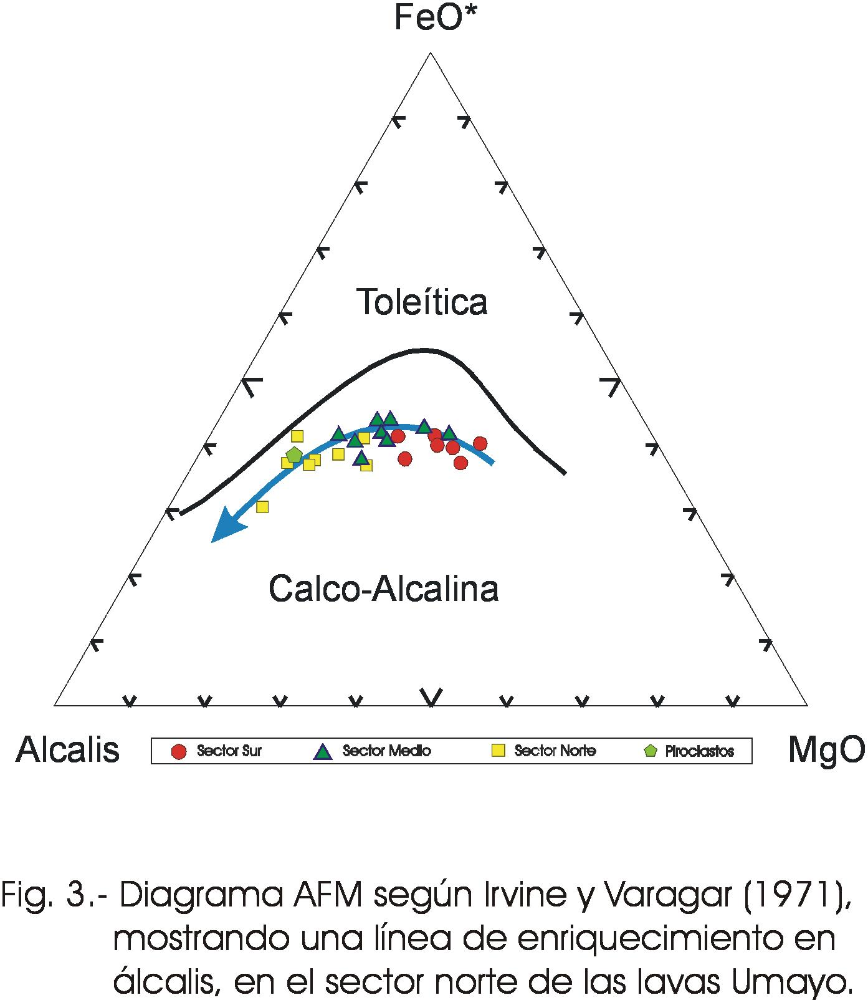 FeO*
Toleítica
Calco-Alcalina
Alcalis
Sector Sur
Sector Medio
Sector Norte
Piroclastos
MgO
Fig. 3.- Diagrama AFM según Irvine y Varagar (1971),
mostrando una línea de enriquecimiento en
álcalis, en el sector norte de las lavas Umayo.